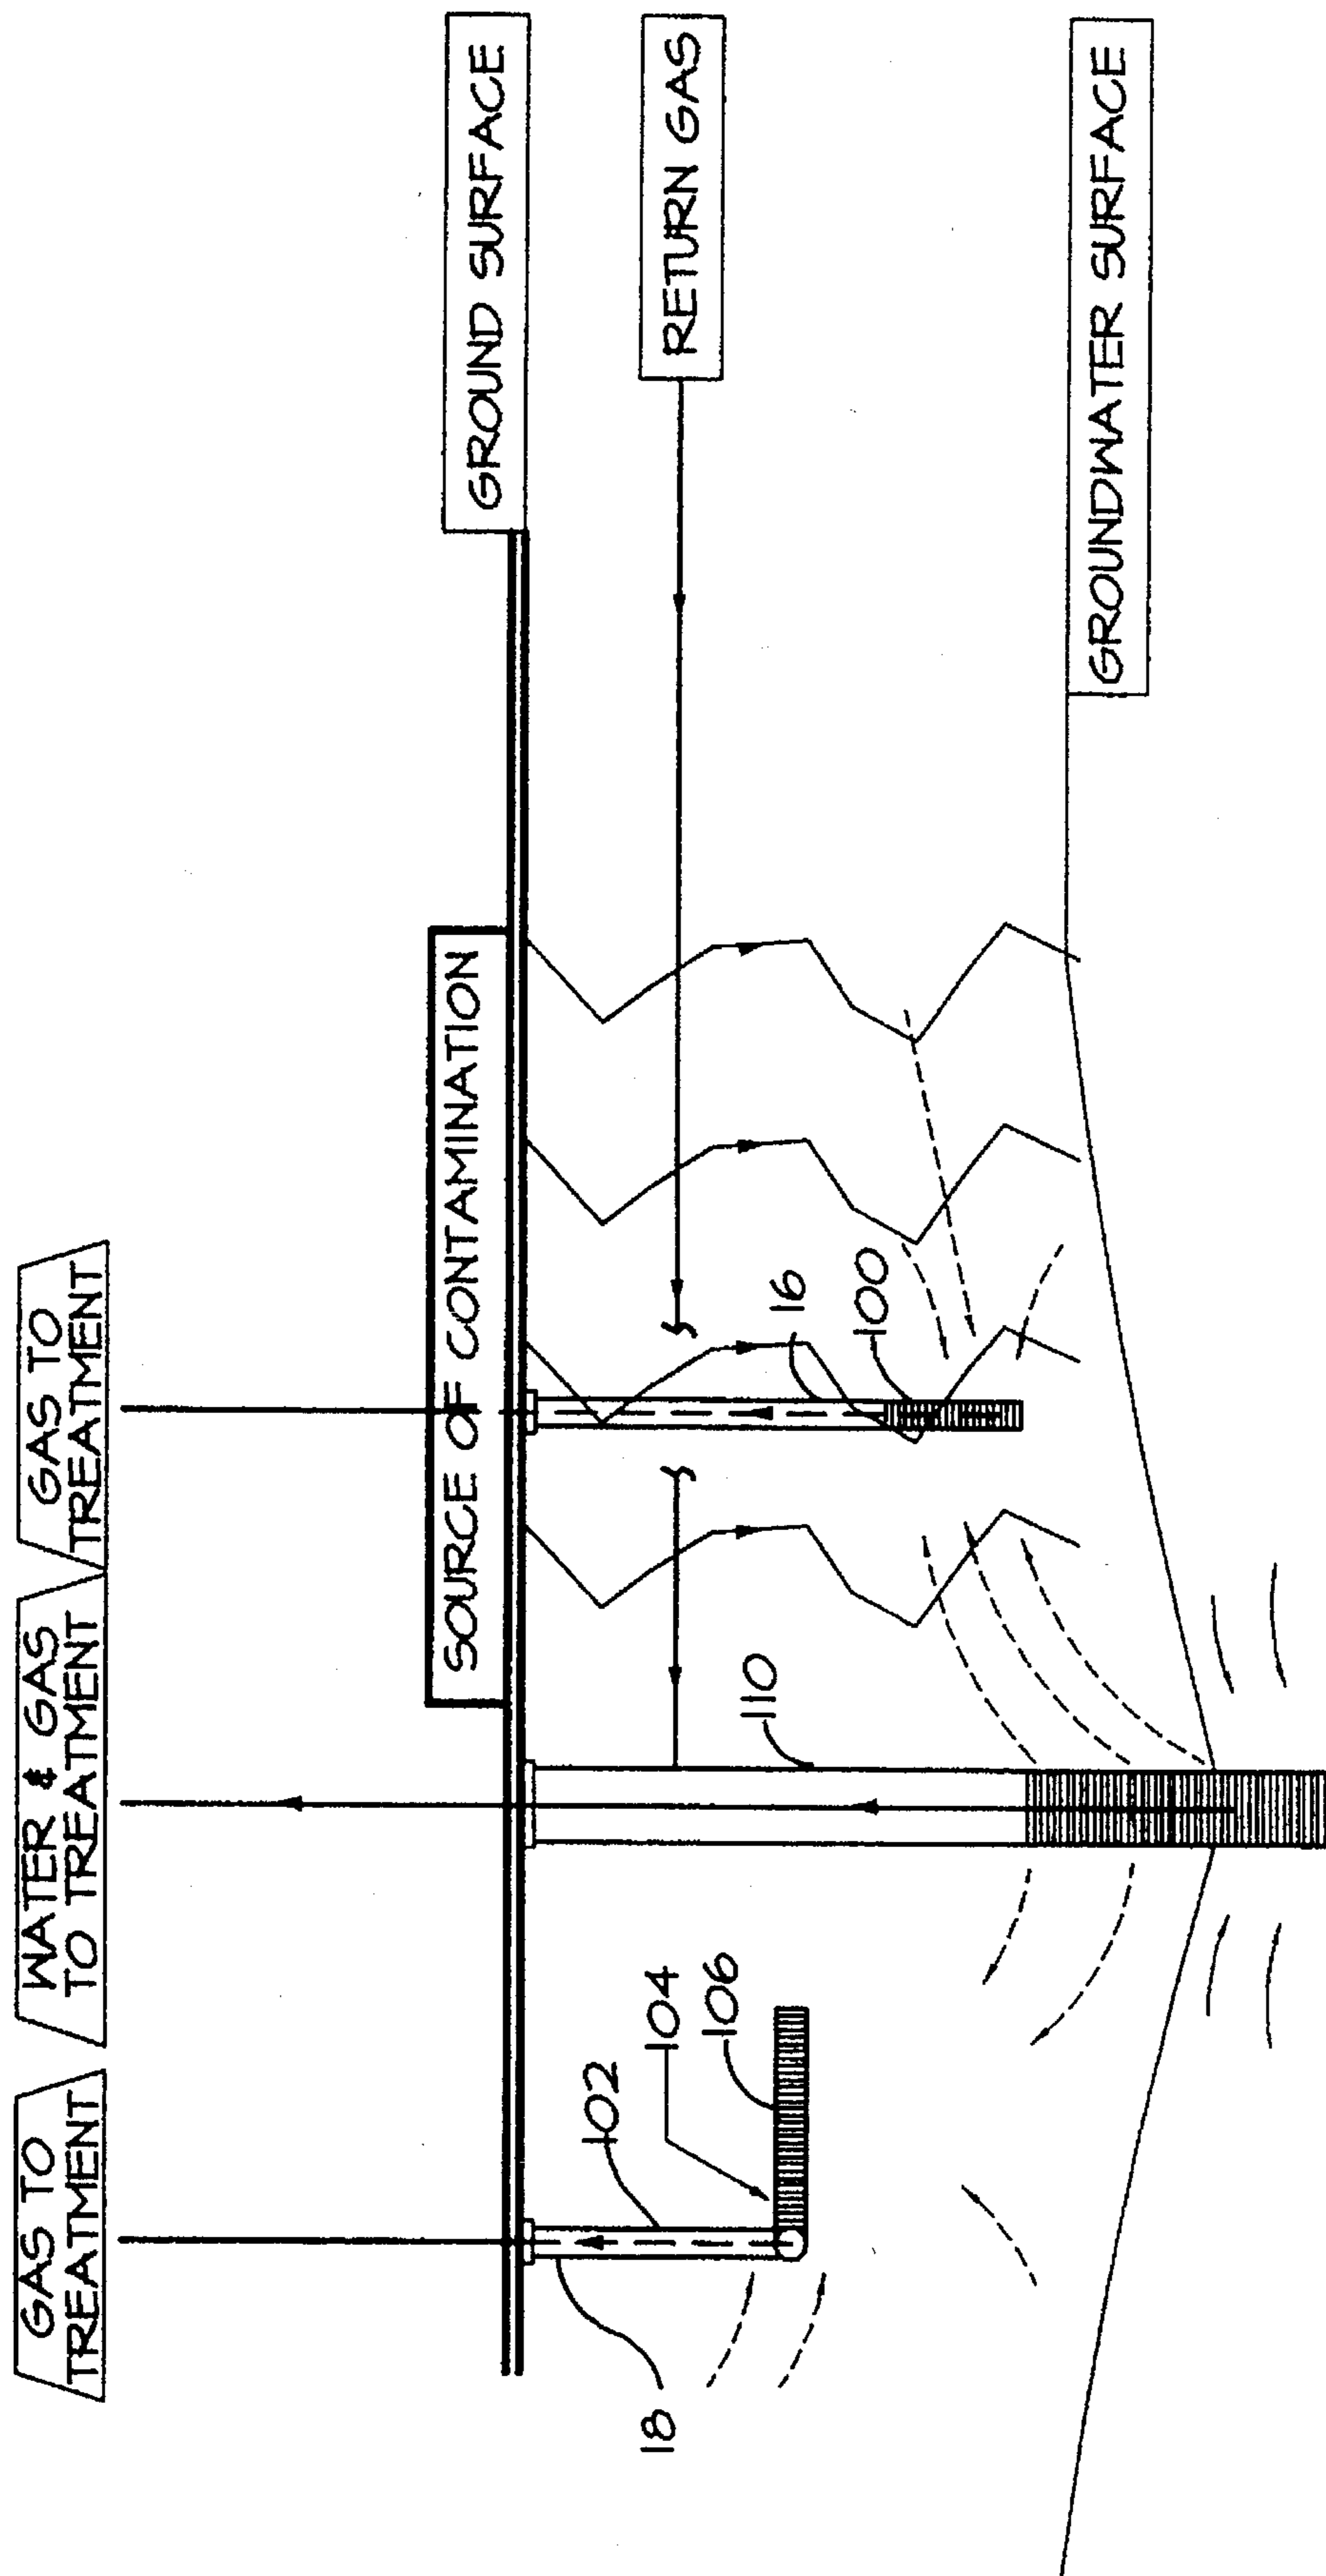 GAS TO
TREATMENT
WATER & GAS
TO TREATMENT
GAS TO
TREATMENT
SOURCE OF CONTAMINATION
GROUND SURFACE
RETURN GAS
GROUNDWATER SURFACE
18
102
104
106
110
16
100